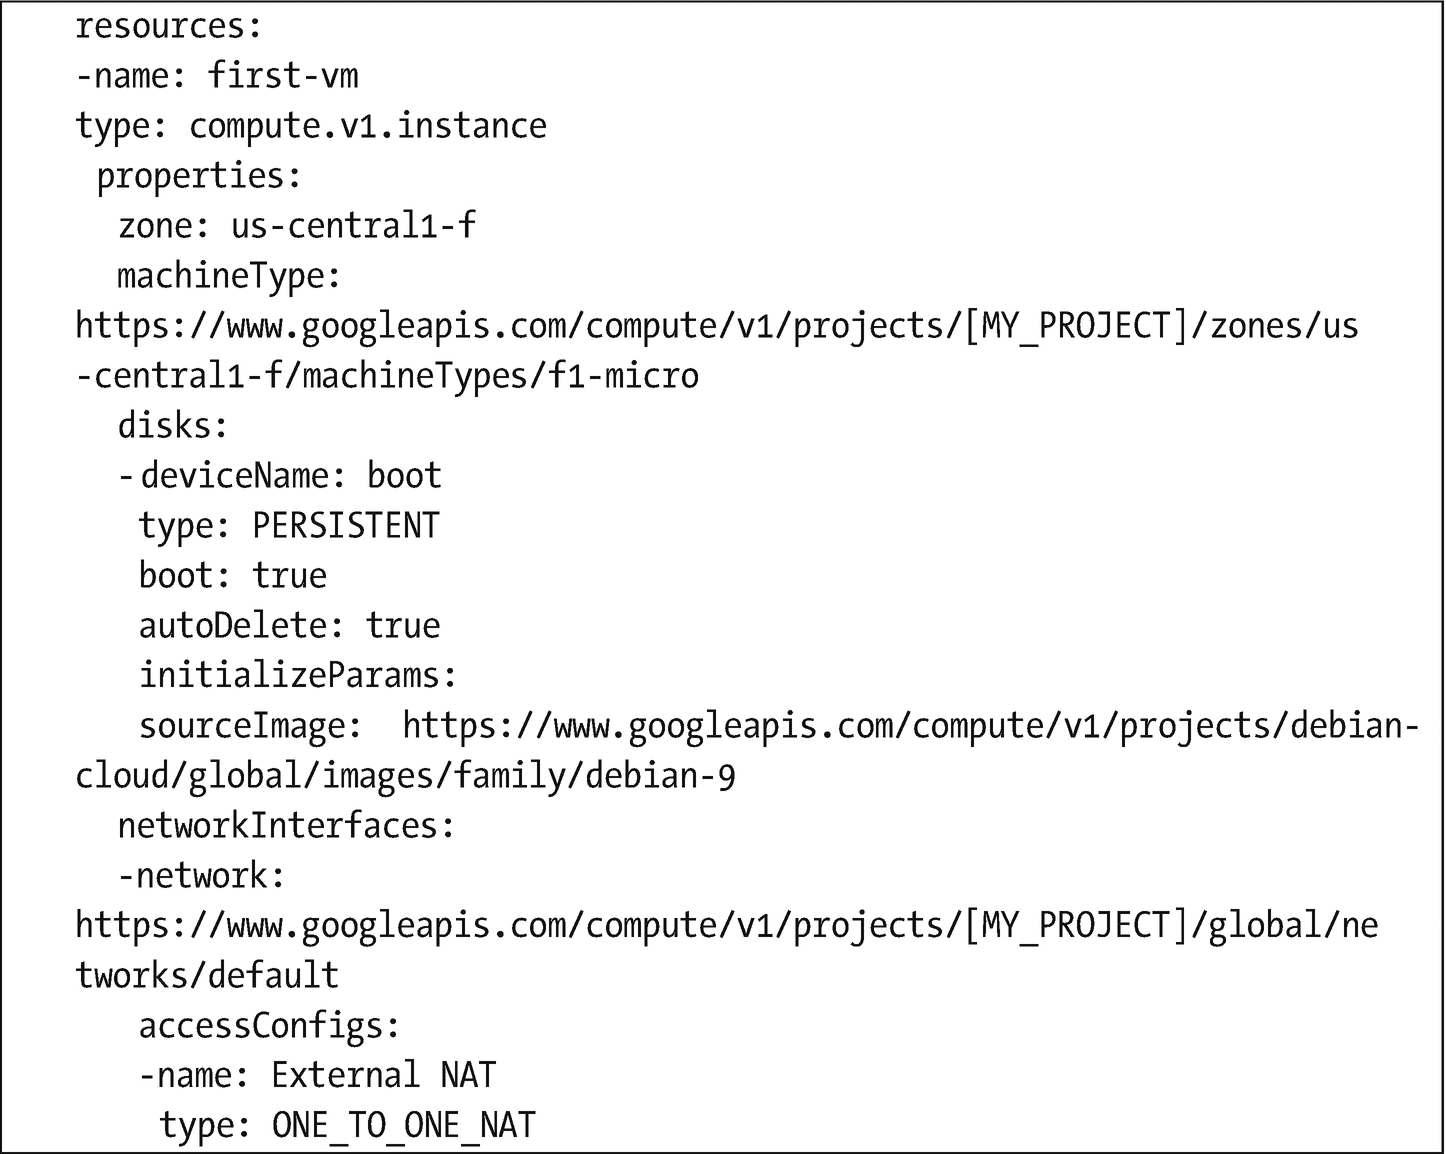 resources:
-name: first-vm
type: compute.v1.instance
properties:
zone: us-central1-f
machineType:
https://www.googleapis.com/compute/v1/projects/[MY_PROJECT]/zones/us
-central1-f/machineTypes/f1-micro
disks:
- deviceName: boot
type: PERSISTENT
boot: true
autoDelete: true
initializeParams:
sourceImage: https://www.googleapis.com/compute/v1/projects/debian-
cloud/global/images/family/debian-9
networkInterfaces:
-network:
https://www.googleapis.com/compute/v1/projects/[MY_PROJECT]/global/ne
tworks/default
accessConfigs:
-name: External NAT
type: ONE_TO_ONE_NAT